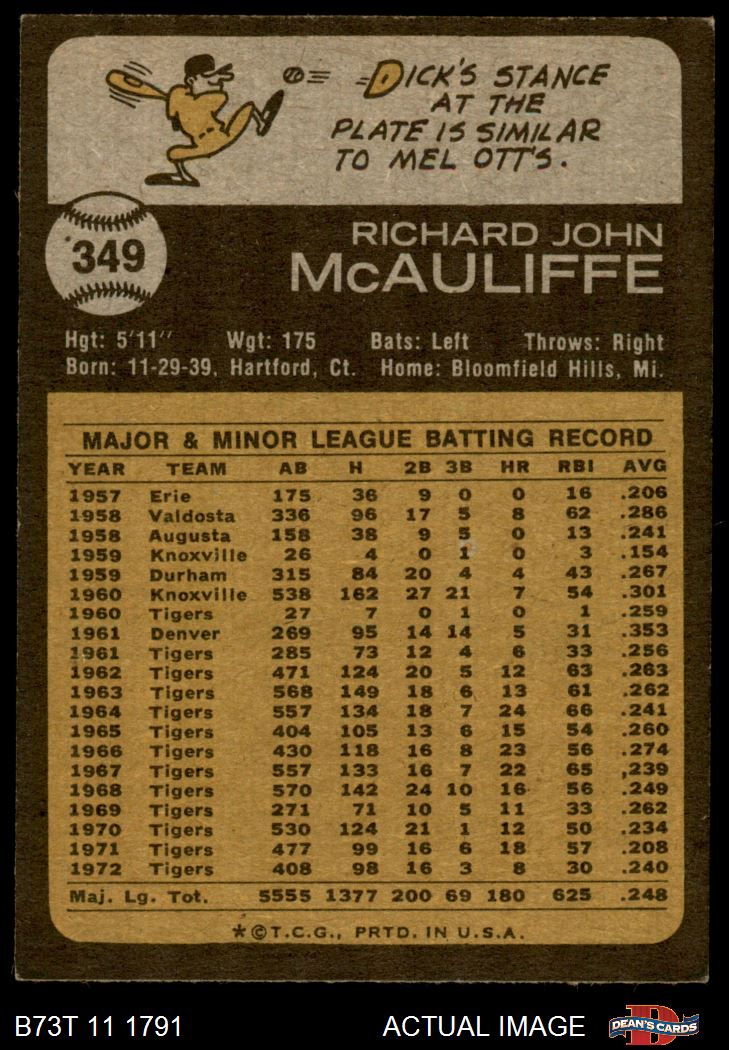 DICK'S STANCE
AT THE
PLATE IS SIMILAR
TO MEL OTT'S.
349
RICHARD JOHN
McAULIFFE
Hgt: 5'11" Wgt: 175 Bats: Left Throws: Right
Born: 11-29-39, Hartford, Ct. Home: Bloomfield Hills, Mi.
MAJOR & MINOR LEAGUE BATTING RECORD
YEAR TEAM AB H 2B 3B HR RBI AVG
1957 Erie 175 36 9 0 0 16 .206
1958 Valdosta 336 96 17 5 8 62 .286
1958 Augusta 158 38 9 5 0 13 .241
1959 Knoxville 26 4 0 1 0 3 .154
1959 Durham 315 84 20 4 4 43 .267
1960 Knoxville 538 162 27 21 7 54 .301
1960 Tigers 27 7 0 1 0 1 .259
1961 Denver 269 95 14 14 5 31 .353
1961 Tigers 285 73 12 4 6 33 .256
1962 Tigers 471 124 20 5 12 63 .263
1963 Tigers 568 149 18 6 13 61 .262
1964 Tigers 557 134 18 7 24 66 .241
1965 Tigers 404 105 13 6 15 54 .260
1966 Tigers 430 118 16 8 23 56 .274
1967 Tigers 557 133 16 7 22 65 ,239
1968 Tigers 570 142 24 10 16 56 .249
1969 Tigers 271 71 10 5 11 33 .262
1970 Tigers 530 124 21 1 12 50 .234
1971 Tigers 477 99 16 6 18 57 .208
1972 Tigers 408 98 16 3 8 30 .240
Maj. Lg. Tot. 5555 1377 200 69 180 625 .248
*©T.C.G., PRTD. IN U.S.A.
B73T 11 1791 ACTUAL IMAGE D DEAN'S CARDS